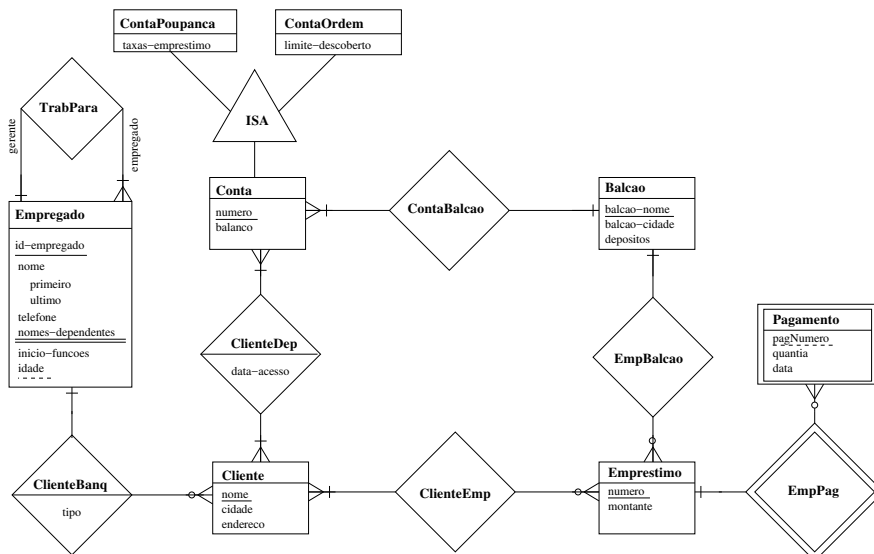 ContaPoupanca
taxas-emprestimo
ContaOrdem
limite-descoberto
TrabPara
gerente
empregado
ISA
Conta
numero
balanco
ContaBalcao
Balcao
balcao-nome
balcao-cidade
depositos
Empregado
id-empregado
nome
primeiro
ultimo
telefone
nomes-dependentes
inicio-funcoes
idade
ClienteDep
data-acesso
EmpBalcao
Pagamento
pagNumero
quantia
data
ClienteBanq
tipo
Cliente
nome
cidade
endereco
ClienteEmp
Emprestimo
numero
montante
EmpPag